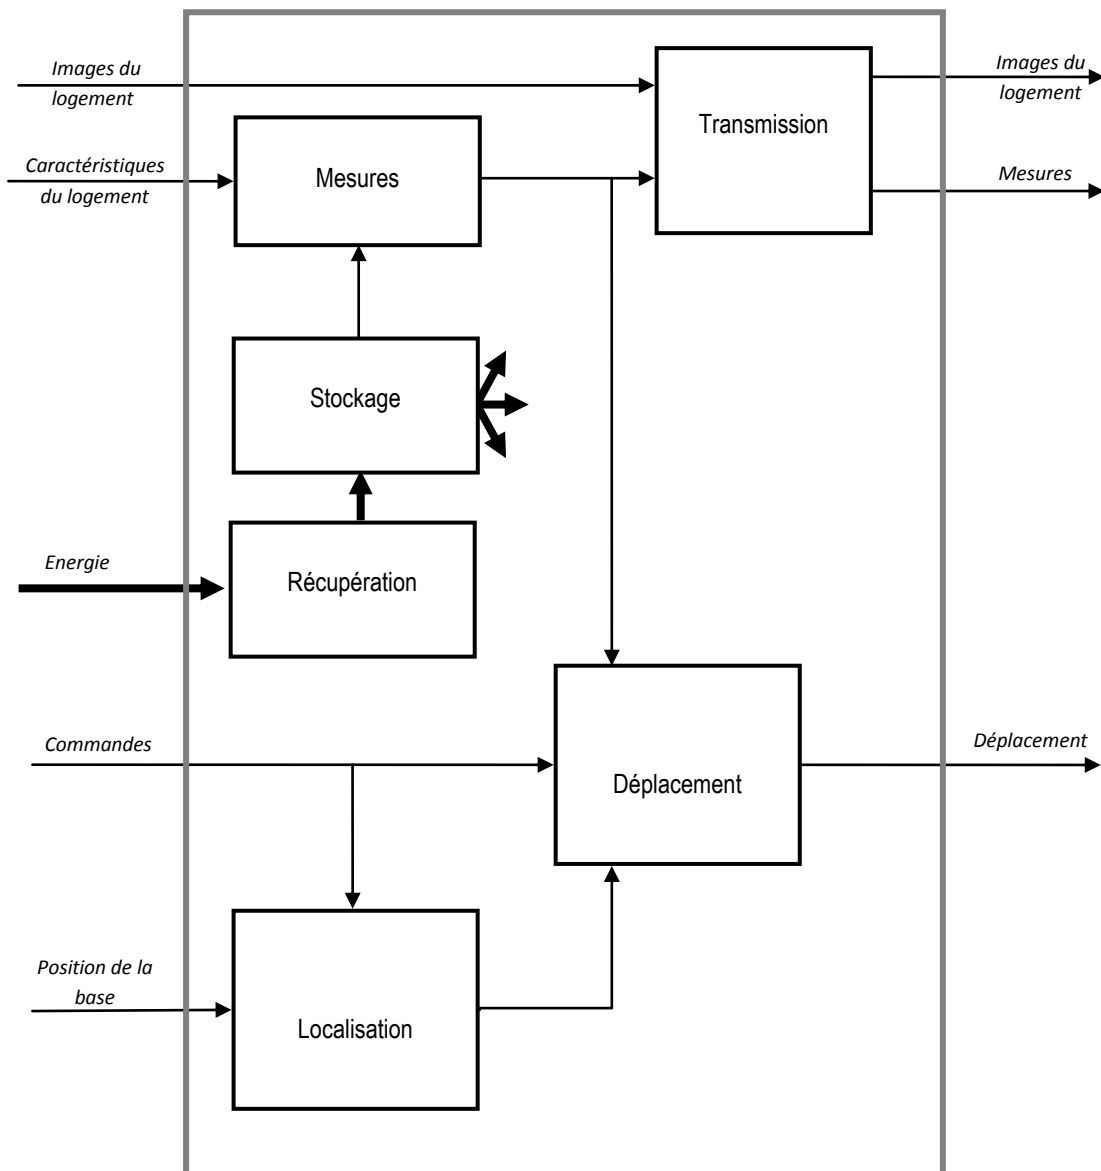 Images du
logement
Images du
logement
Transmission
Caractéristiques
du logement
Mesures
Mesures
Stockage
Energie
Récupération
Commandes
Déplacement
Déplacement
Position de la
base
Localisation